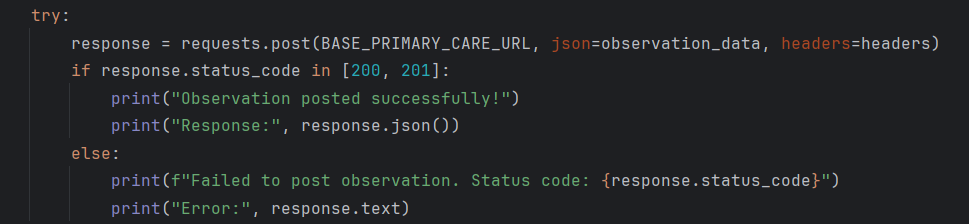 try:
    response = requests.post(BASE_PRIMARY_CARE_URL, json=observation_data, headers=headers)
    if response.status_code in [200, 201]:
        print("Observation posted successfully!")
        print("Response:", response.json())
    else:
        print(f"Failed to post observation. Status code: {response.status_code}")
        print("Error:", response.text)